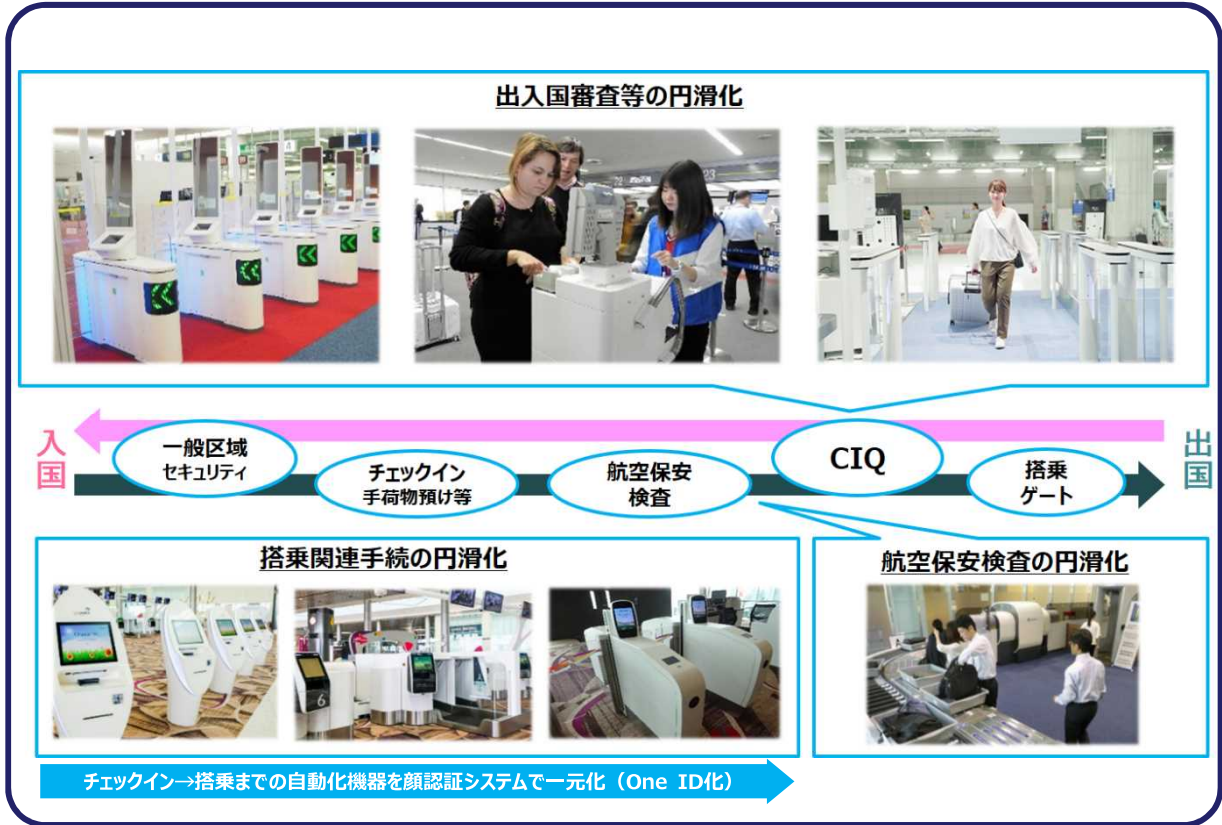 出入国審査等の円滑化
23
入国
一般区域
セキュリティ
チェックイン
手荷物預け等
航空保安
検査
CIQ
搭乗
ゲート
出国
搭乗関連手続の円滑化
6
航空保安検査の円滑化
チェックイン→搭乗までの自動化機器を顔認証システムで一元化（One ID化）